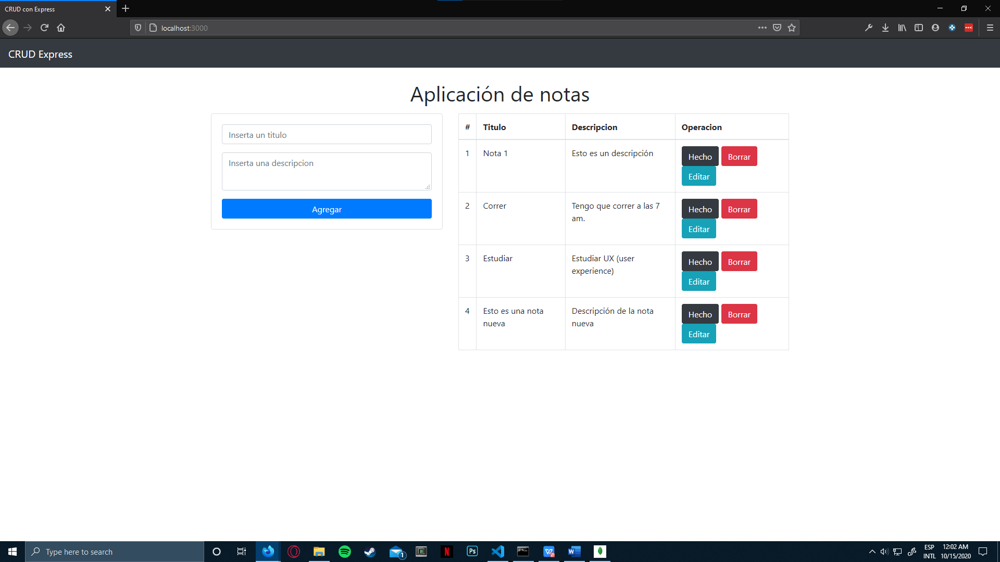 CRUD con Express
localhost:3000
CRUD Express
Aplicación de notas
Inserta un titulo
Inserta una descripcion
Agregar
# Titulo Descripcion Operacion
1 Nota 1 Esto es un descripción Hecho Borrar
Editar
2 Correr Tengo que correr a las 7 Hecho Borrar
am.
Editar
3 Estudiar Estudiar UX (user Hecho Borrar
experience)
Editar
4 Esto es una nota Descripción de la nota Hecho Borrar
nueva nueva
Editar
Type here to search
1
N
Ps
W
ESP 12:02 AM
INTL 10/15/2020